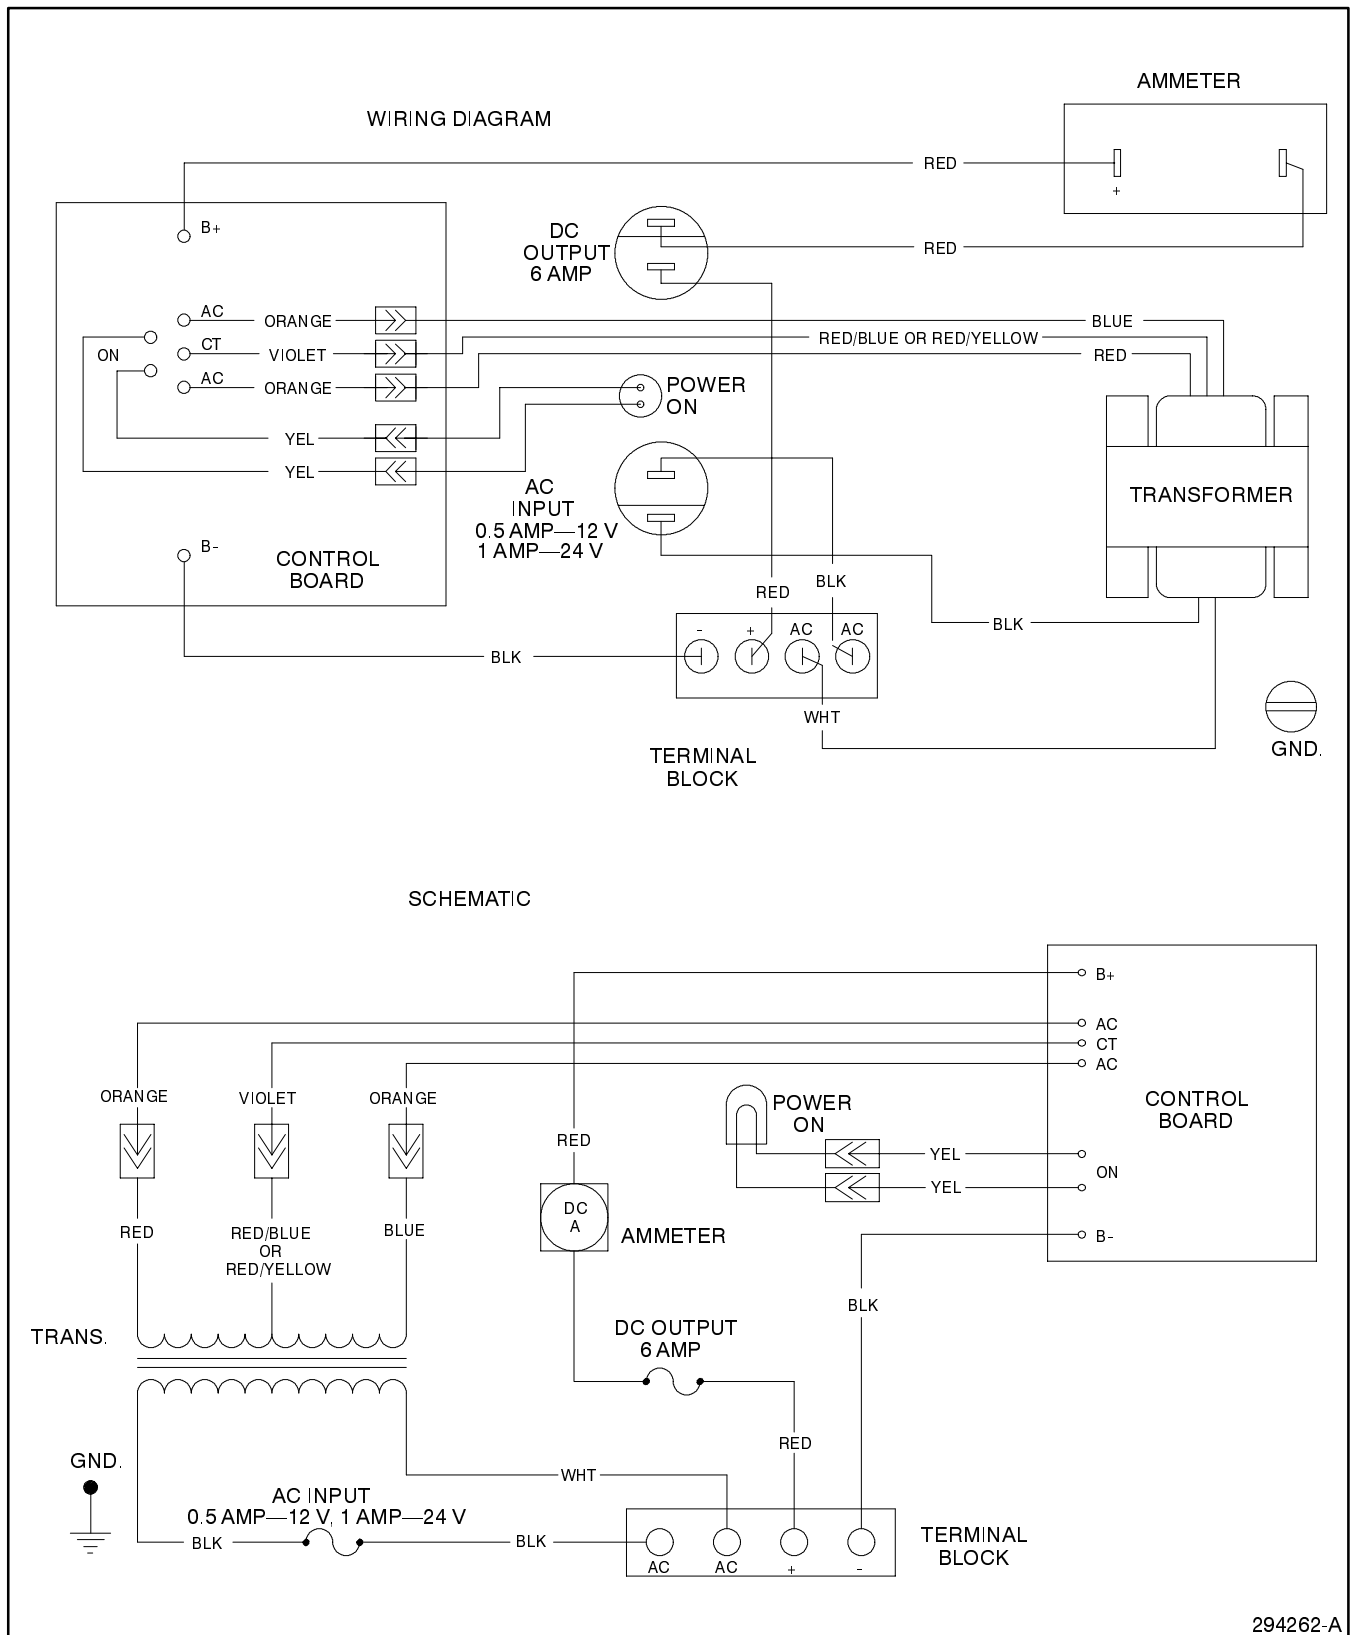 AMMETER
WIRING DIAGRAM
RED
+
B+
DC
OUTPUT
6 AMP
RED
AC
ORANGE
BLUE
ON
CT
VIOLET
RED/BLUE OR RED/YELLOW
AC
ORANGE
RED
POWER
ON
YEL
YEL
AC
INPUT
0.5 AMP—12 V
1 AMP—24 V
TRANSFORMER
B-
CONTROL
BOARD
RED
BLK
BLK
- + AC AC
BLK
WHT
TERMINAL
BLOCK
GND.
SCHEMATIC
B+
AC
CT
AC
ORANGE
VIOLET
ORANGE
POWER
ON
CONTROL
BOARD
RED
YEL
YEL
ON
DC
A
AMMETER
RED
RED/BLUE
OR
RED/YELLOW
BLUE
B-
BLK
TRANS.
DC OUTPUT
6 AMP
RED
GND.
WHT
AC INPUT
0.5 AMP—12 V, 1 AMP—24 V
BLK
BLK
AC AC + -
TERMINAL
BLOCK
294262-A